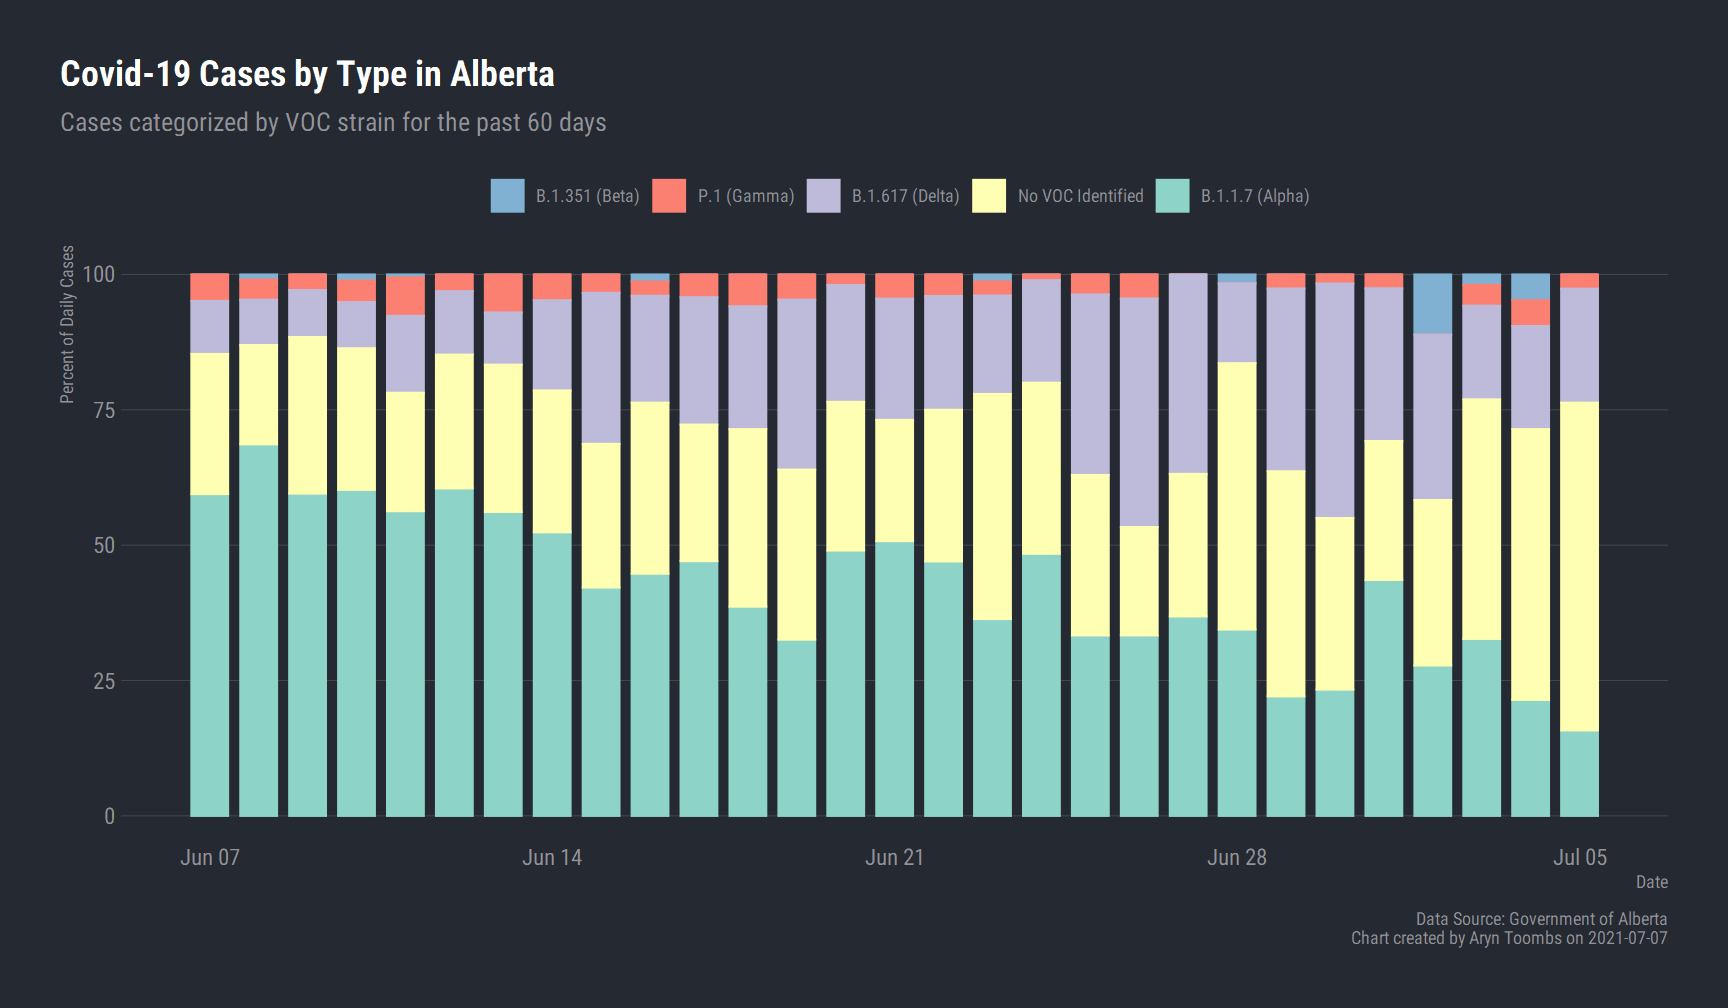 Covid-19 Cases by Type in Alberta
Cases categorized by VOC strain for the past 60 days
B.1.351 (Beta) P.1 (Gamma) B.1.617 (Delta) No VOC Identified B.1.1.7 (Alpha)
Percent of Daily Cases
100
75
50
25
0
Jun 07 Jun 14 Jun 21 Jun 28 Jul 05
Date
Data Source: Government of Alberta
Chart created by Aryn Toombs on 2021-07-07